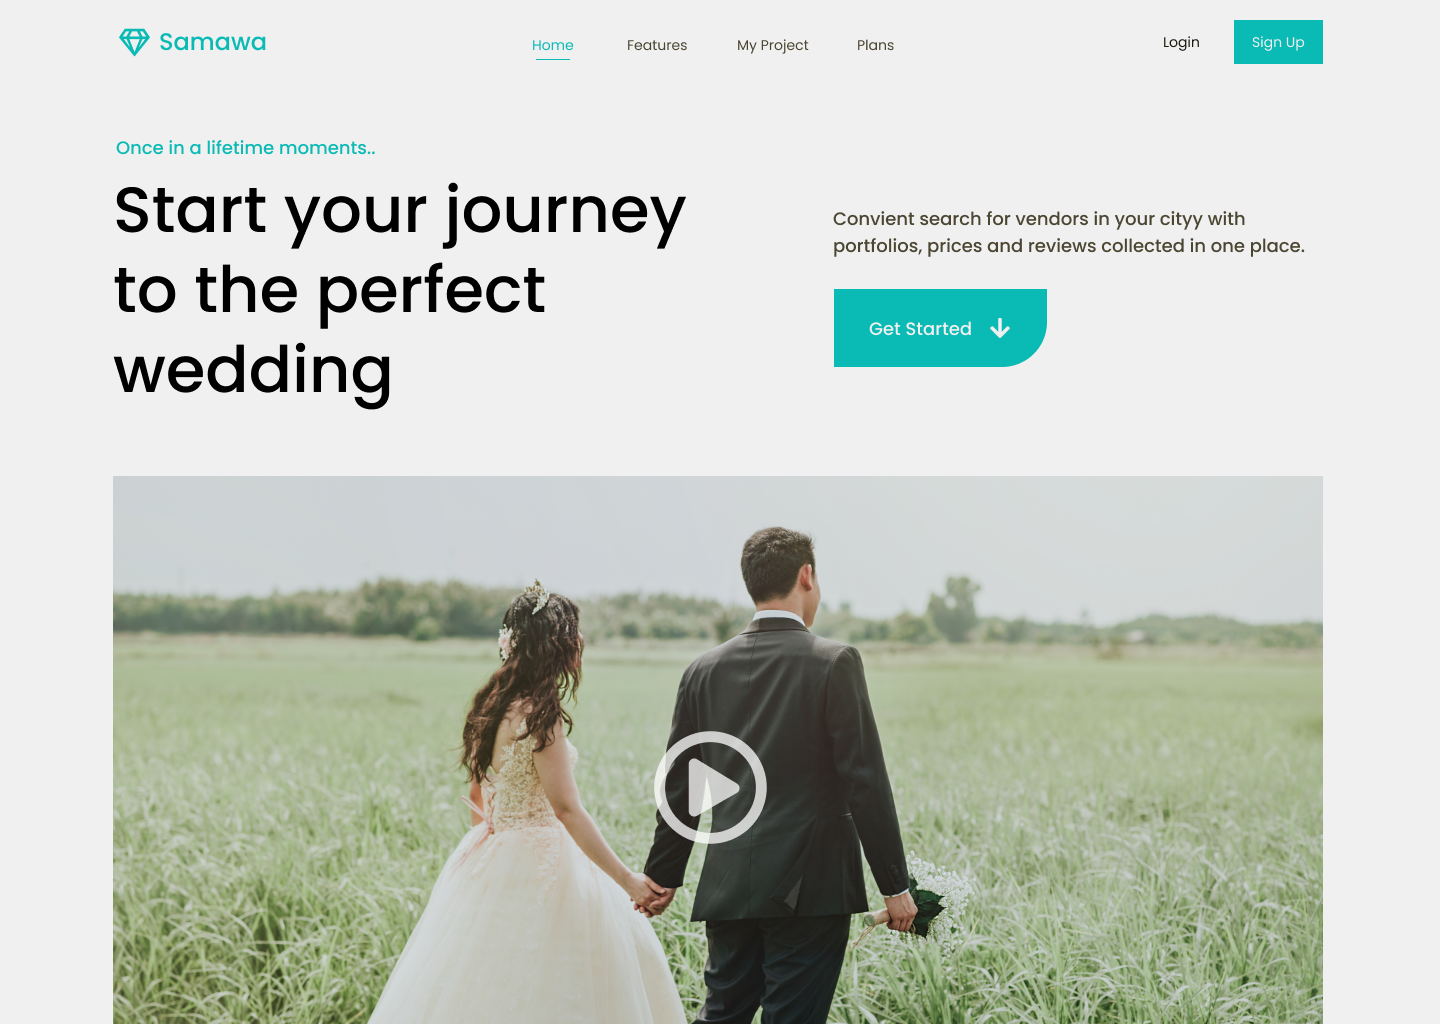 Samawa
Home
Features
My Project
Plans
Login
Sign Up
Once in a lifetime moments..
Start your journey
to the perfect
wedding
Convient search for vendors in your cityy with
portfolios, prices and reviews collected in one place.
Get Started